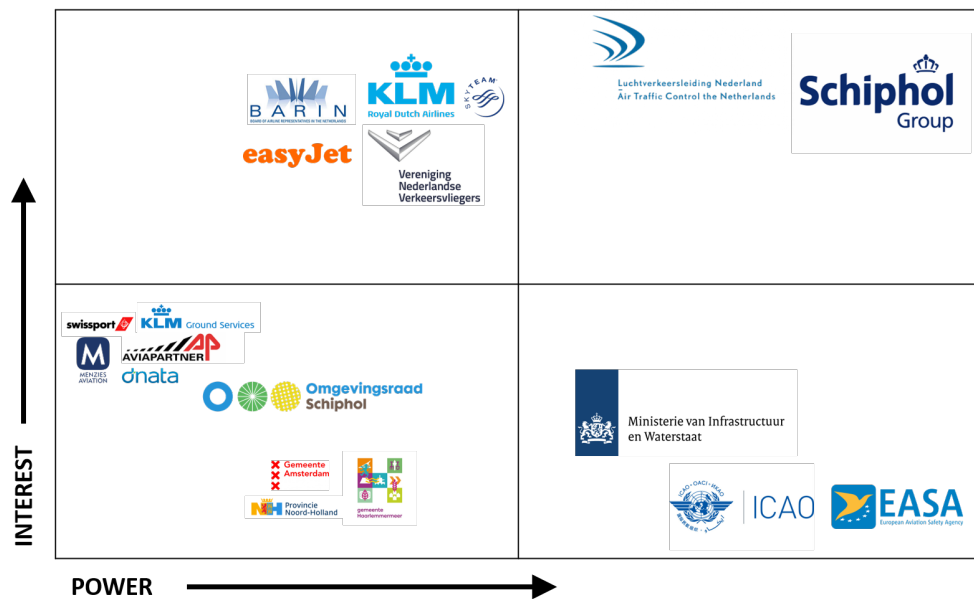 Luchtverkeersleiding Nederland
Air Traffic Control the Netherlands
Schiphol
Group
BARIN
BOARD OF AIRLINE REPRESENTATIVES IN THE NETHERLANDS
KLM
Royal Dutch Airlines
SKYTEAM
easyJet
Vereniging
Nederlandse
Verkeersvliegers
swissport
KLM Ground Services
M
MENZIES
AVIATION
AP
AVIAPARTNER
dnata
Omgevingsraad
Schiphol
Gemeente
Amsterdam
NH Provincie
Noord-Holland
gemeente
Haarlemmermeer
Ministerie van Infrastructuur
en Waterstaat
ICAO
EASA
European Aviation Safety Agency
INTEREST
POWER